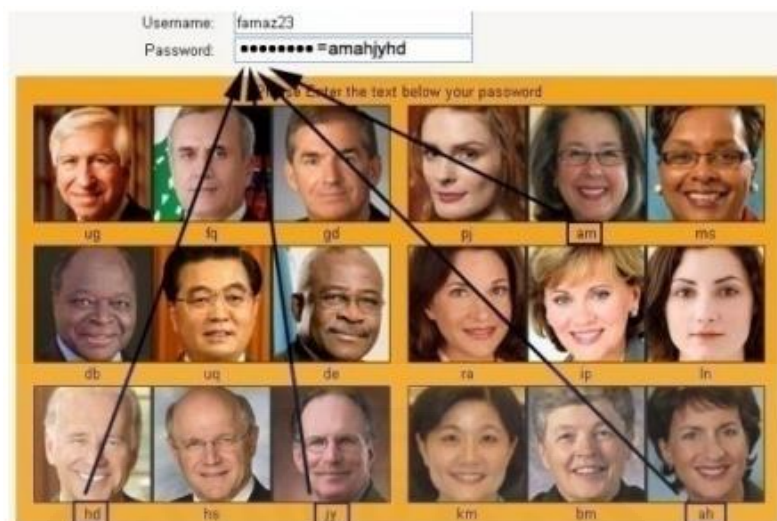 Username: farnaz23
Password: ●●●●●●●● =amahjyhd
Please Enter the text below your password
ug fq gd pj am ms
db uq de ra ip ln
hd hs jy km bm ah